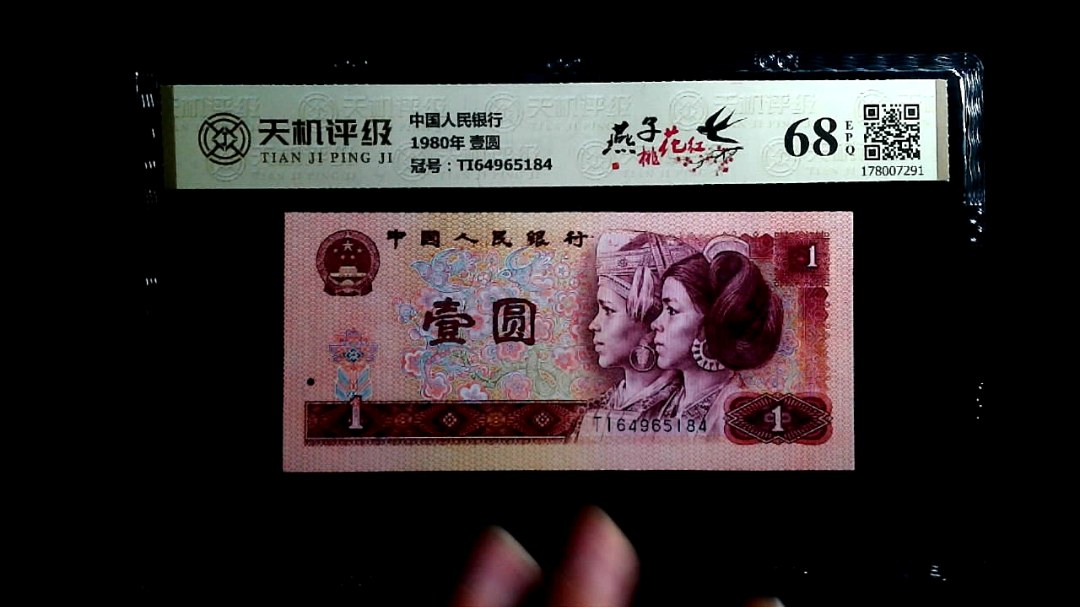 天机评级
TIAN JI PING JI
中国人民银行
1980年 壹圆
冠号：TI64965184
燕子
桃花红
68
EPQ
178007291
中国人民银行
1
壹圆
1
TI64965184
1